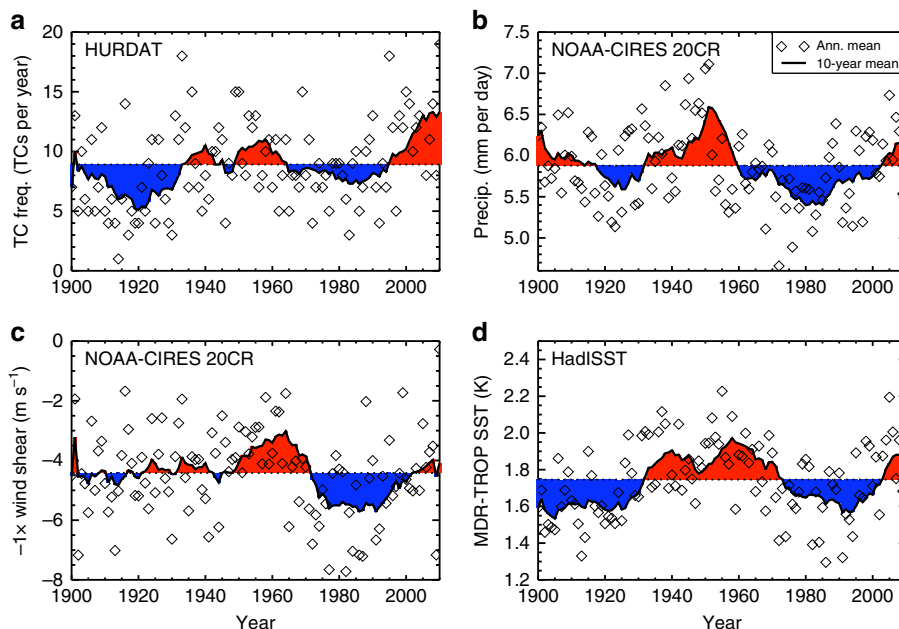 a
HURDAT
TC freq. (TCs per year)
20
15
10
5
0
1900 1920 1940 1960 1980 2000
b
NOAA-CIRES 20CR
Ann. mean
10-year mean
Precip. (mm per day)
7.5
7.0
6.5
6.0
5.5
5.0
1900 1920 1940 1960 1980 2000
c
NOAA-CIRES 20CR
−1× wind shear (m s−1)
0
−2
−4
−6
−8
1900 1920 1940 1960 1980 2000
Year
d
HadISST
MDR-TROP SST (K)
2.4
2.2
2.0
1.8
1.6
1.4
1.2
1900 1920 1940 1960 1980 2000
Year